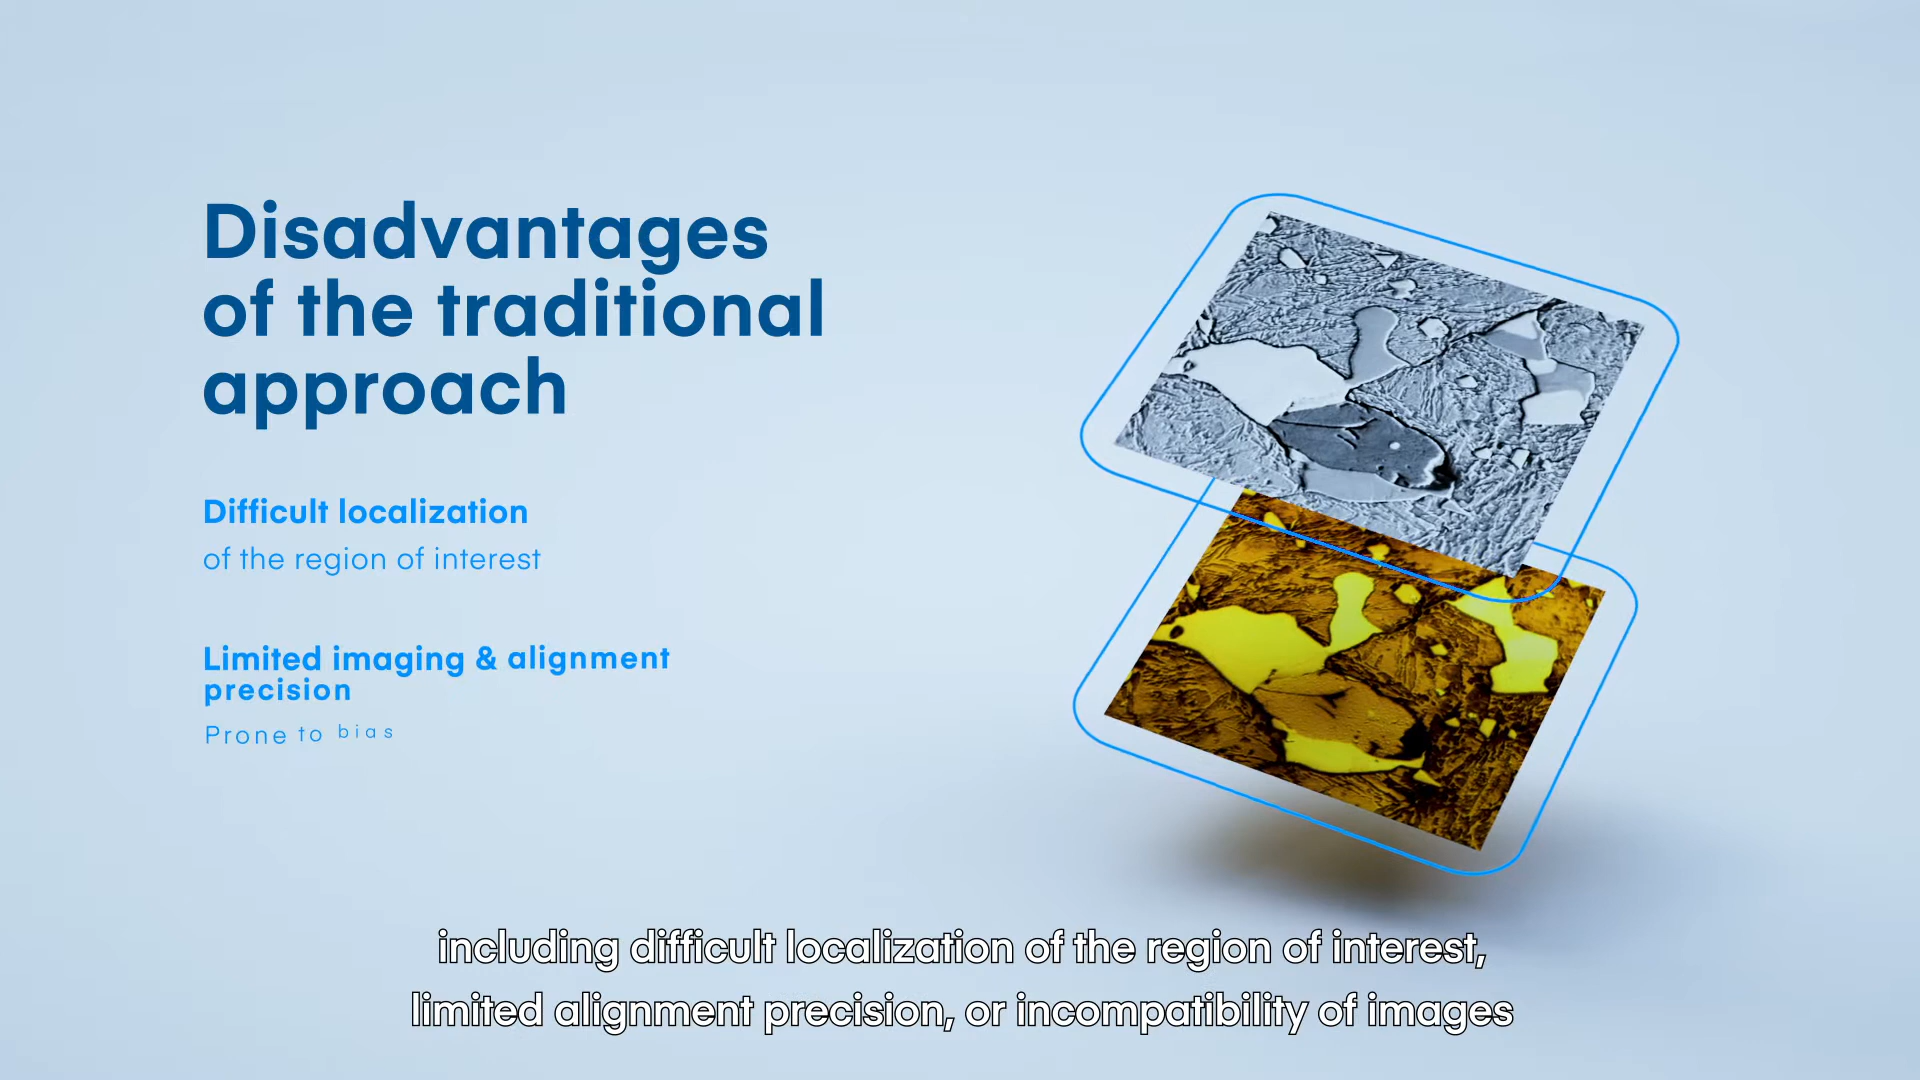 Disadvantages
of the traditional
approach
Difficult localization
of the region of interest
Limited imaging & alignment
precision
Prone to bias
including difficult localization of the region of interest,
limited alignment precision, or incompatibility of images